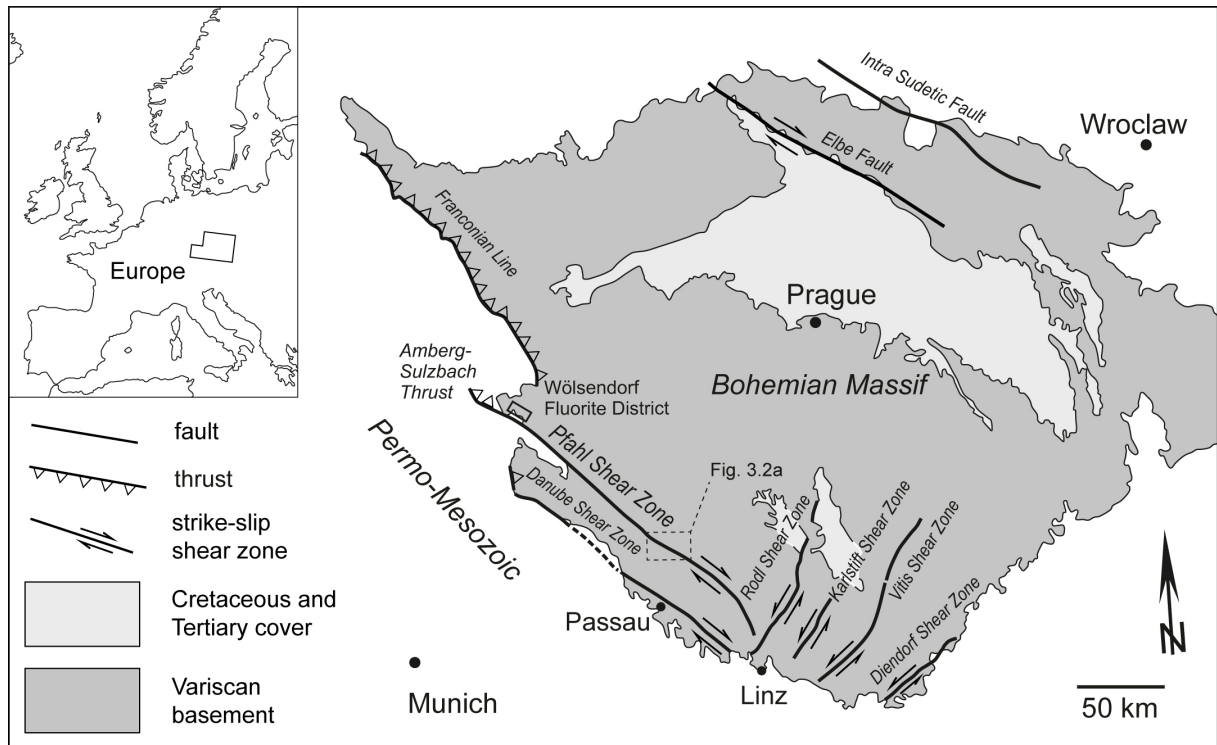 Europe
fault
thrust
strike-slip
shear zone
Cretaceous and
Tertiary cover
Variscan
basement
Intra Sudetic Fault
Wroclaw
Elbe Fault
Franconian Line
Prague
Amberg-
Sulzbach
Thrust
Wölsendorf
Fluorite District
Bohemian Massif
Permo-Mesozoic
Pfahl Shear Zone
Fig. 3.2a
Danube Shear Zone
Rodl Shear Zone
Karlstift Shear Zone
Vitis Shear Zone
Diendorf Shear Zone
Passau
Linz
Munich
N
50 km